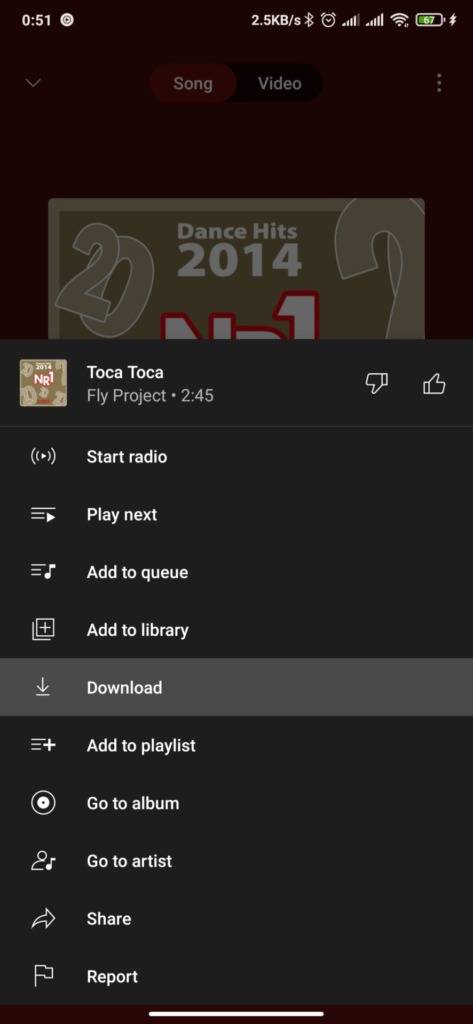 0:51 2.5KB/s 67
Song Video
Dance Hits
2014
NR1
2014
NR1
Toca Toca
Fly Project • 2:45
Start radio
Play next
Add to queue
Add to library
Download
Add to playlist
Go to album
Go to artist
Share
Report